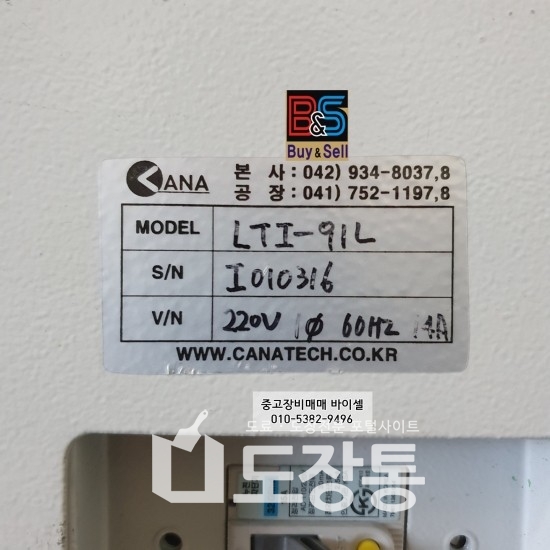 B&S
Buy & Sell
CANA
본 사 : 042) 934-8037,8
공 장 : 041) 752-1197,8
MODEL LTI-91L
S/N I010316
V/N 220V 1Ø 60HZ 14A
WWW.CANATECH.CO.KR
중고장비매매 바이셀
010-5382-9496
도장통